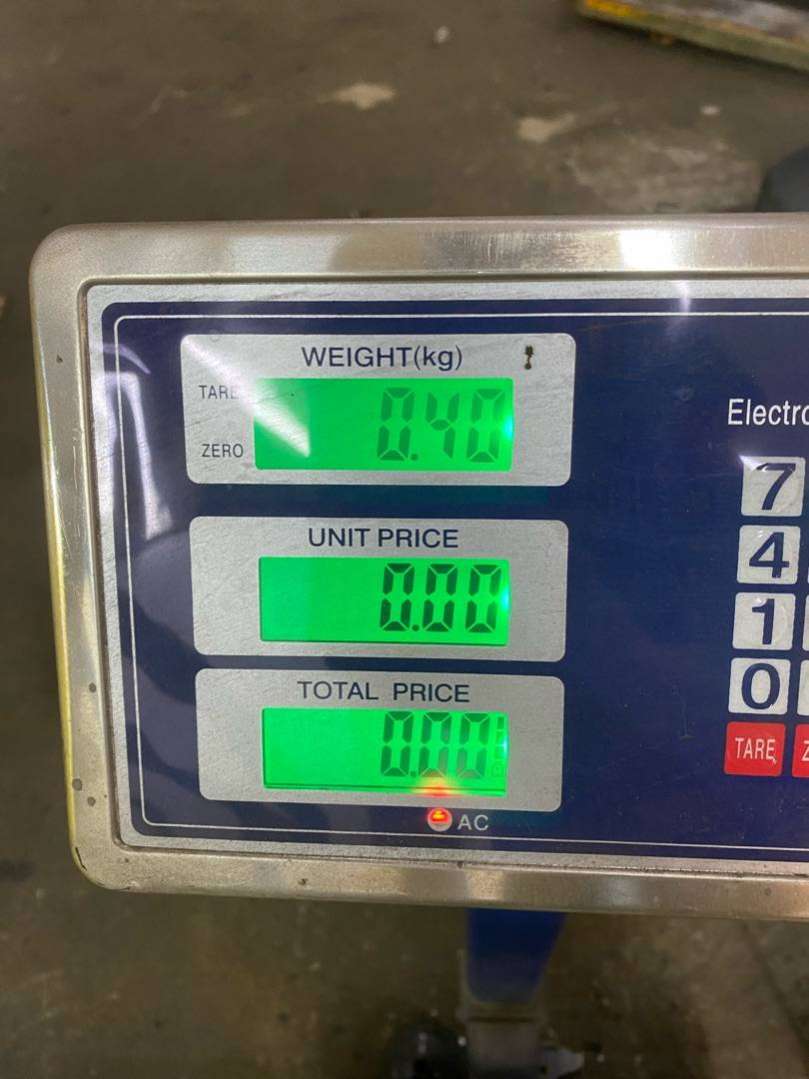 WEIGHT(kg)
TARE
0.40
ZERO
UNIT PRICE
0.00
TOTAL PRICE
0.00
AC
7
4
1
0
TARE